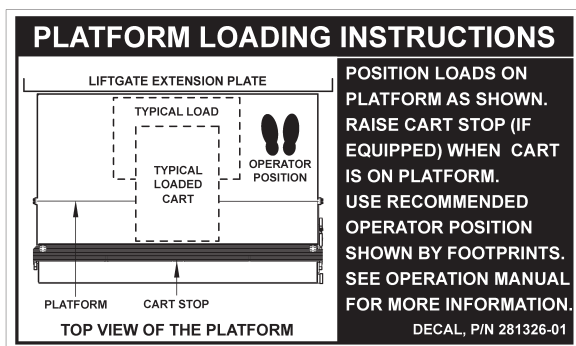 PLATFORM LOADING INSTRUCTIONS
LIFTGATE EXTENSION PLATE
TYPICAL LOAD
OPERATOR
POSITION
TYPICAL
LOADED
CART
PLATFORM
CART STOP
TOP VIEW OF THE PLATFORM
POSITION LOADS ON
PLATFORM AS SHOWN.
RAISE CART STOP (IF
EQUIPPED) WHEN CART
IS ON PLATFORM.
USE RECOMMENDED
OPERATOR POSITION
SHOWN BY FOOTPRINTS.
SEE OPERATION MANUAL
FOR MORE INFORMATION.
DECAL, P/N 281326-01